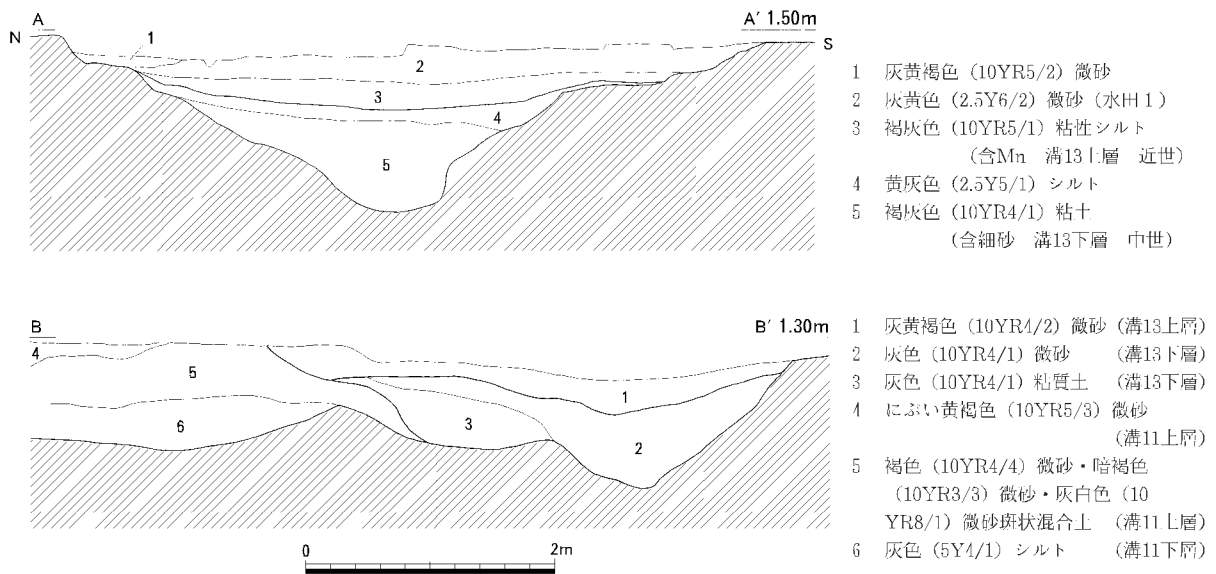 A A′ 1.50m
N S
1
2
3
4
5
1 灰黄褐色 (10YR5/2) 微砂
2 灰黄色 (2.5Y6/2) 微砂 (水田1)
3 褐灰色 (10YR5/1) 粘性シルト
(含Mn 溝13上層 近世)
4 黄灰色 (2.5Y5/1) シルト
5 褐灰色 (10YR4/1) 粘土
(含細砂 溝13下層 中世)
B B′ 1.30m
4
5
1
6
3
2
1 灰黄褐色 (10YR4/2) 微砂 (溝13上層)
2 灰色 (10YR4/1) 微砂 (溝13下層)
3 灰色 (10YR4/1) 粘質土 (溝13下層)
4 にぶい黄褐色 (10YR5/3) 微砂
(溝11上層)
5 褐色 (10YR4/4) 微砂・暗褐色
(10YR3/3) 微砂・灰白色 (10
YR8/1) 微砂斑状混合土 (溝11上層)
6 灰色 (5Y4/1) シルト (溝11下層)
0 2m